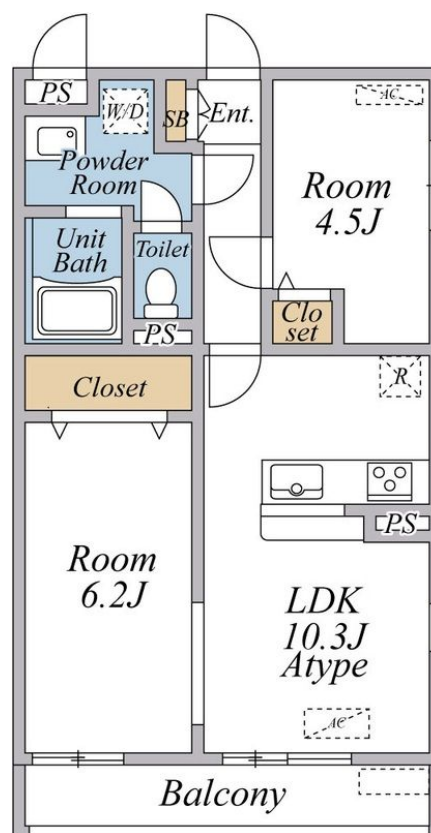 PS
W/D
SB
Ent.
AC
Powder
Room
Room
4.5J
Unit
Bath
Toilet
PS
Clo
set
Closet
R
PS
Room
6.2J
LDK
10.3J
Atype
AC
Balcony